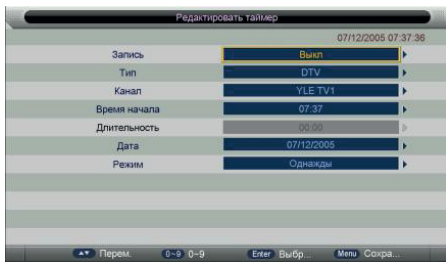 Редактировать таймер
07/12/2005 07:37:36
Запись Выкл
Тип DTV
Канал YLE TV1
Время начала 07:37
Длительность 00:00
Дата 07/12/2005
Режим Однажды
Перем. 0~9 0~9 Enter Выбр... Menu Сохра...